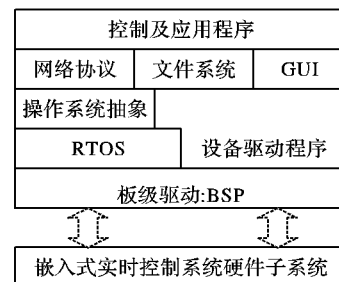 控制及应用程序
网络协议
文件系统
GUI
操作系统抽象
RTOS
设备驱动程序
板级驱动:BSP
嵌入式实时控制系统硬件子系统